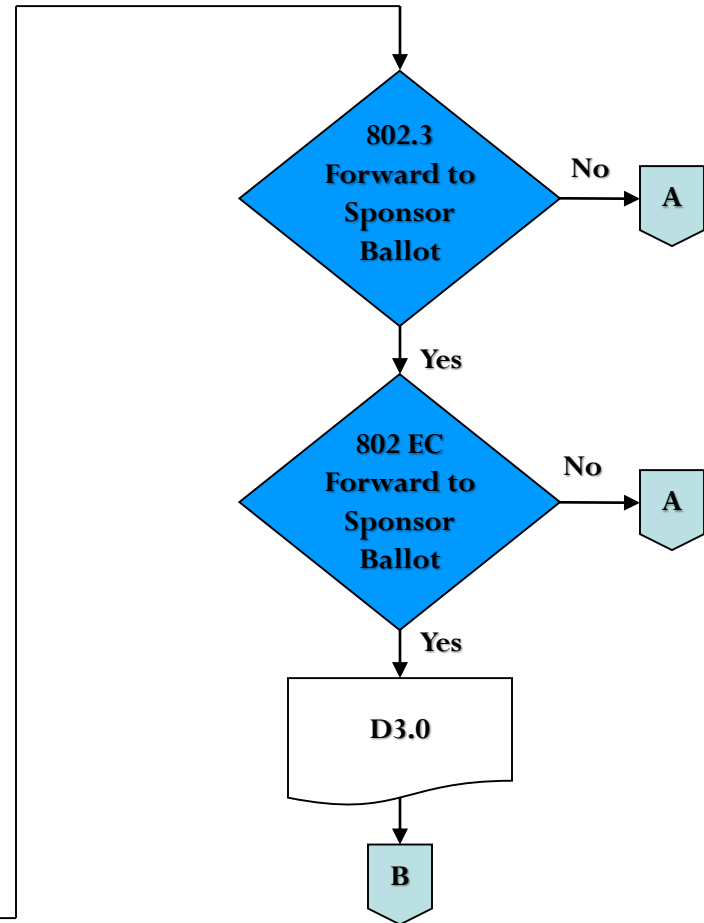 802.3
Forward to
Sponsor
Ballot
No
A
Yes
802 EC
Forward to
Sponsor
Ballot
No
A
Yes
D3.0
B